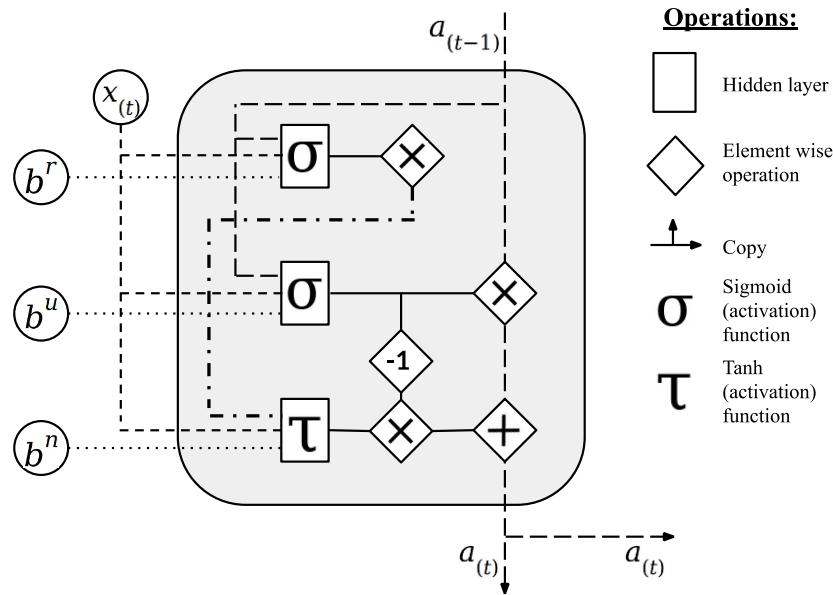 a(t−1)
x(t)
b^r
σ
×
b^u
σ
×
-1
b^n
τ
×
+
a(t)
a(t)
Operations:
Hidden layer
Element wise
operation
Copy
σ
Sigmoid
(activation)
function
τ
Tanh
(activation)
function